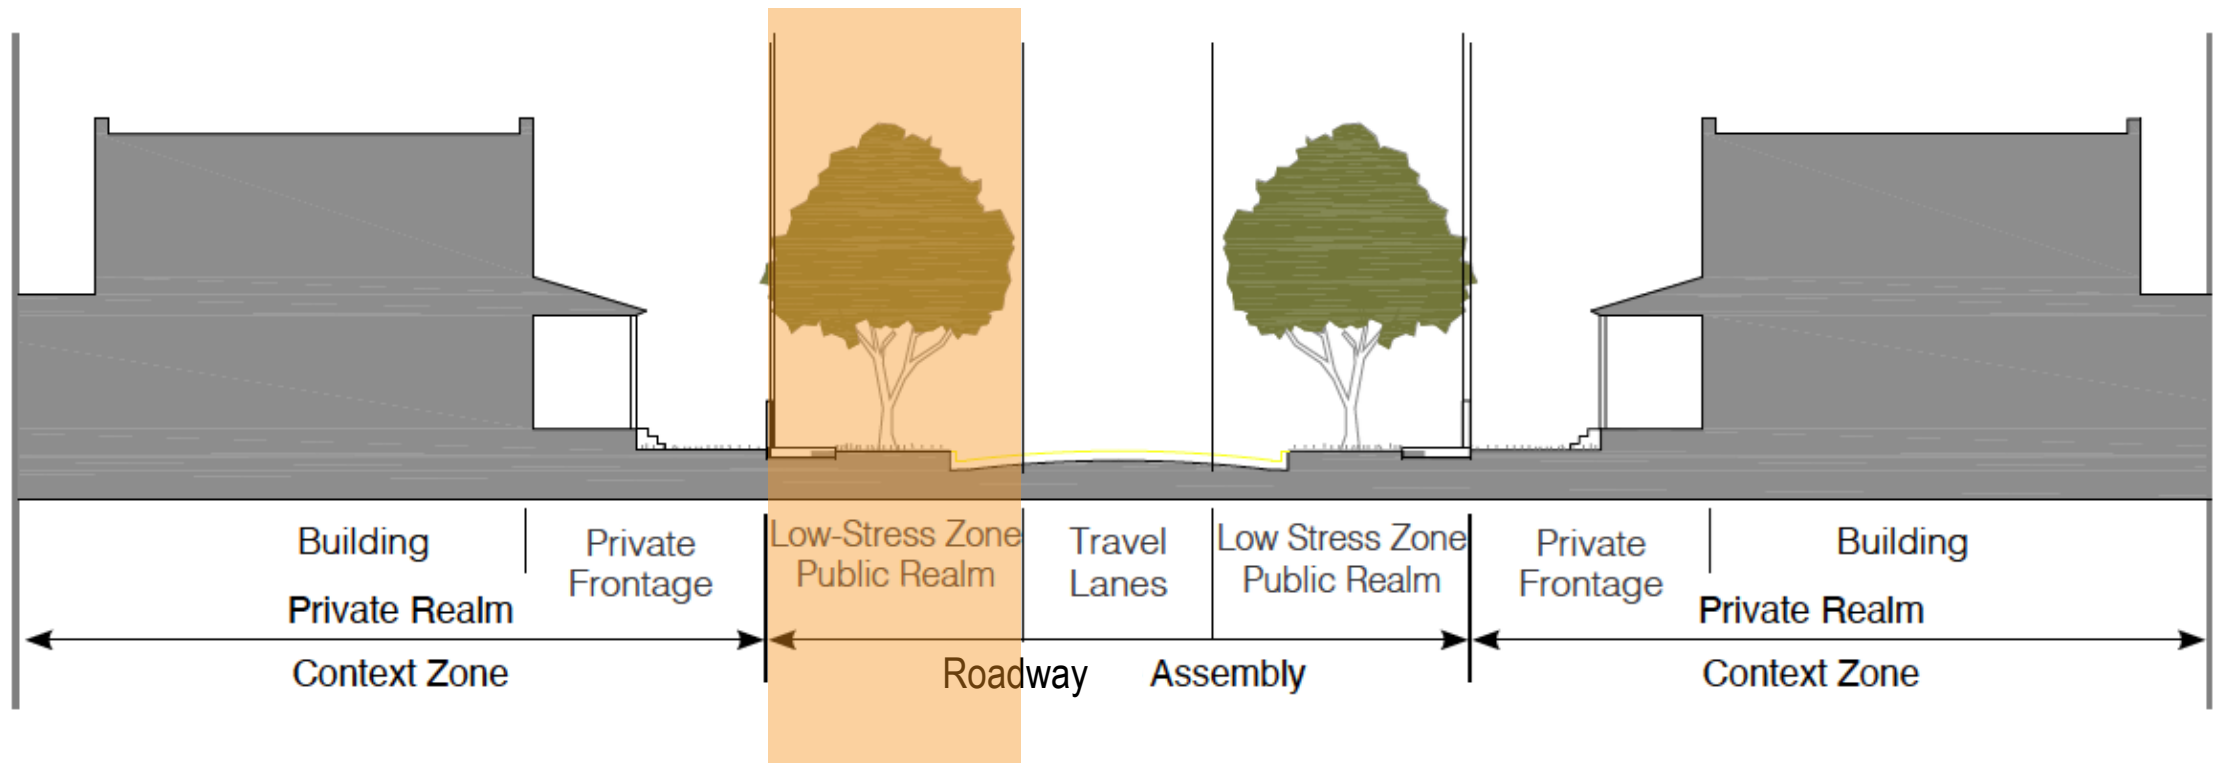 Building
Private
Frontage
Private Realm
Context Zone
Low-Stress Zone
Public Realm
Travel
Lanes
Low Stress Zone
Public Realm
Roadway Assembly
Private
Frontage
Building
Private Realm
Context Zone